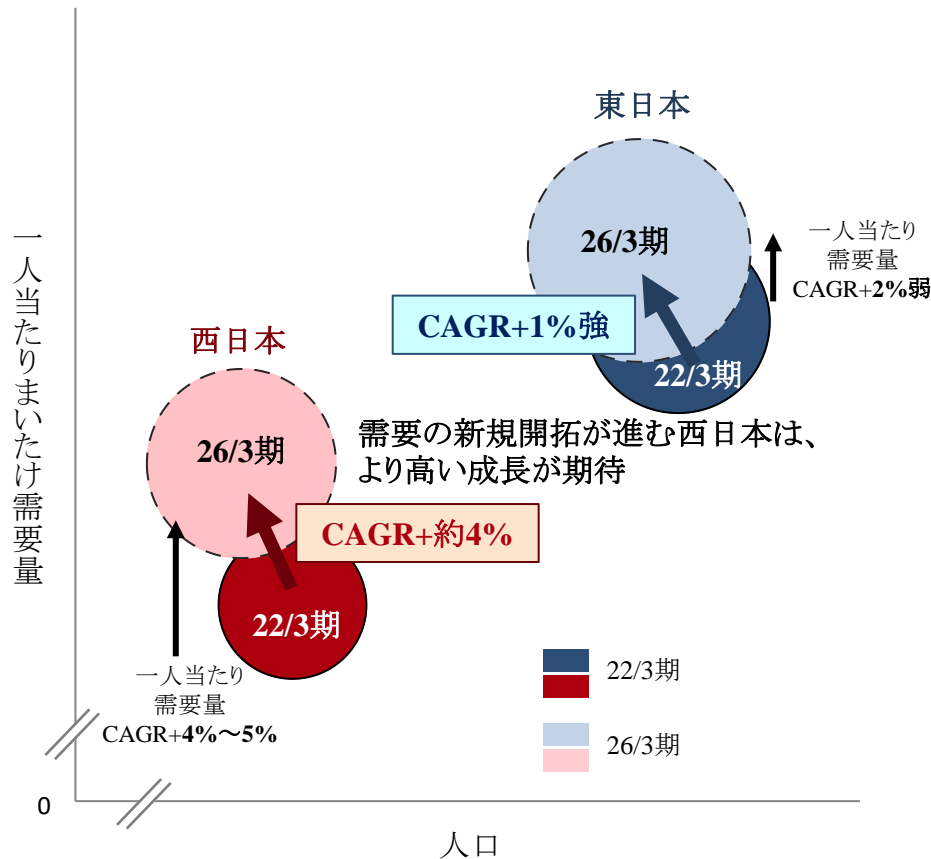 東日本
26/3期
一人当たり
需要量
CAGR+2%弱
CAGR+1%強
22/3期
西日本
26/3期
需要の新規開拓が進む西日本は、
より高い成長が期待
CAGR+約4%
22/3期
一人当たり
需要量
CAGR+4%~5%
22/3期
26/3期
一人当たりまいたけ需要量
0
人口